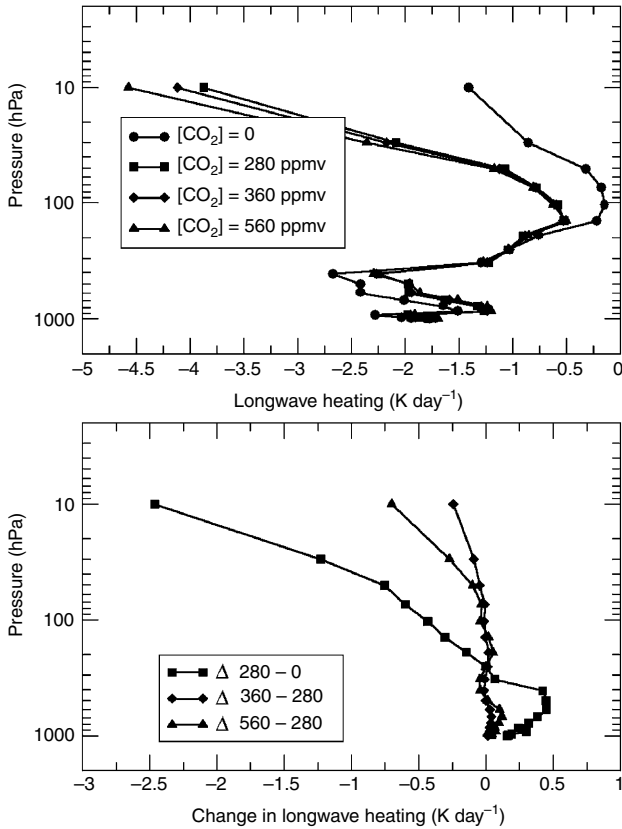 10
100
1000
Pressure (hPa)
[CO₂] = 0
[CO₂] = 280 ppmv
[CO₂] = 360 ppmv
[CO₂] = 560 ppmv
−5 −4.5 −4 −3.5 −3 −2.5 −2 −1.5 −1 −0.5 0
Longwave heating (K day⁻¹)
10
100
1000
Pressure (hPa)
Δ 280 – 0
Δ 360 – 280
Δ 560 – 280
−3 −2.5 −2 −1.5 −1 −0.5 0 0.5 1
Change in longwave heating (K day⁻¹)